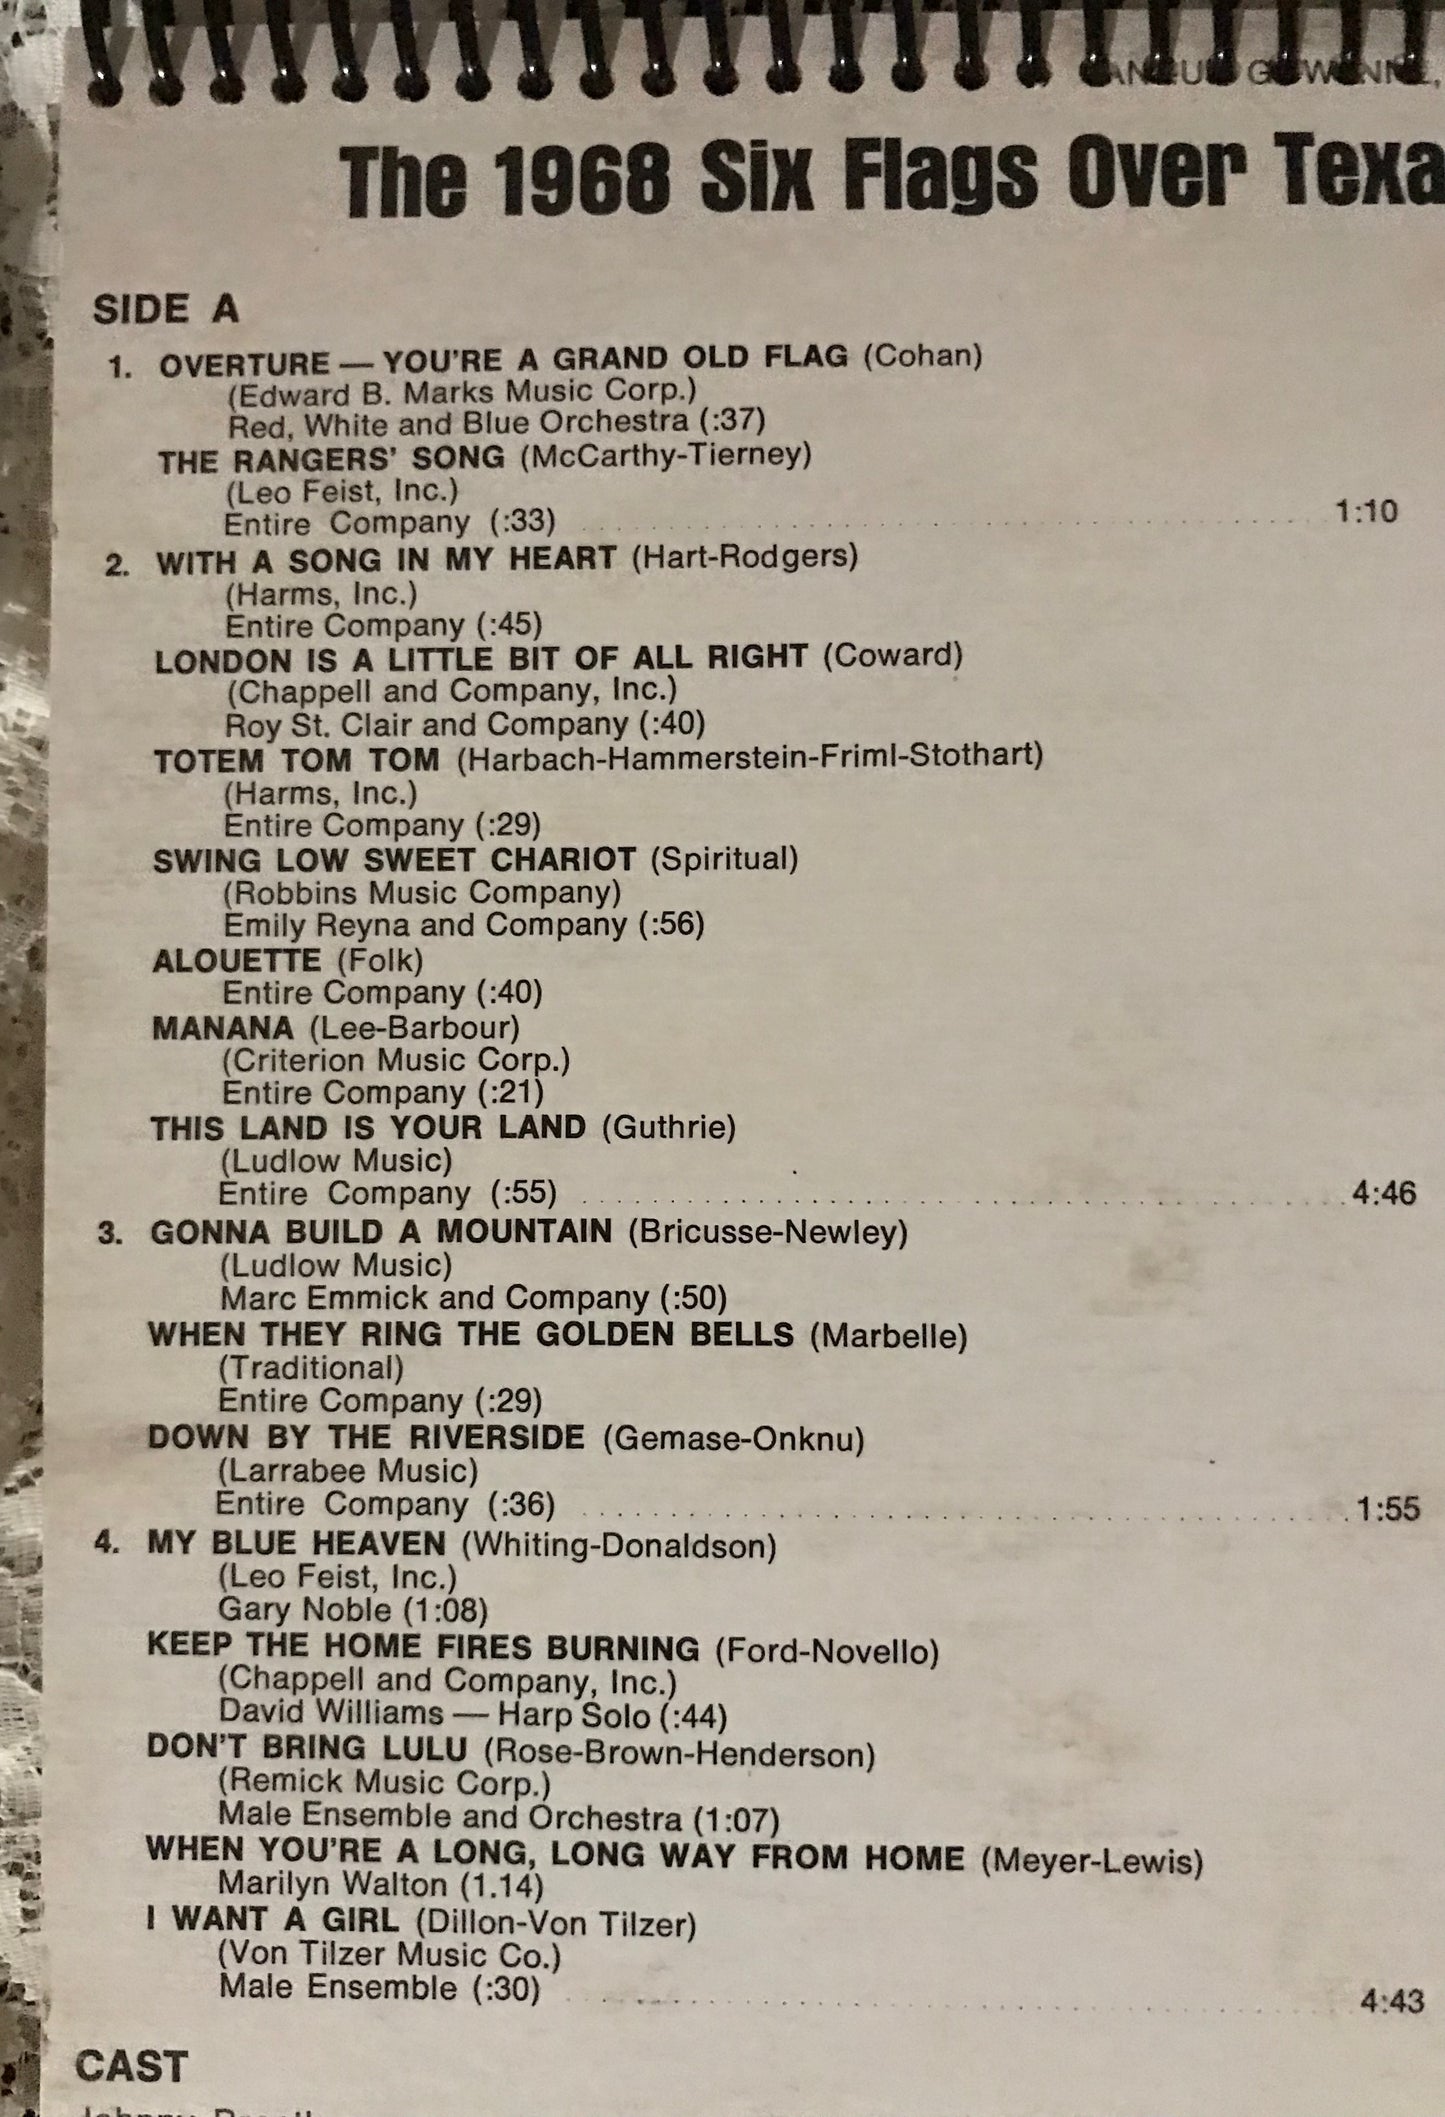 The 1968 Six Flags Over Texa
SIDE A
1. OVERTURE — YOU'RE A GRAND OLD FLAG (Cohan)
(Edward B. Marks Music Corp.)
Red, White and Blue Orchestra (:37)
THE RANGERS' SONG (McCarthy-Tierney)
(Leo Feist, Inc.)
Entire Company (:33) 1:10
2. WITH A SONG IN MY HEART (Hart-Rodgers)
(Harms, Inc.)
Entire Company (:45)
LONDON IS A LITTLE BIT OF ALL RIGHT (Coward)
(Chappell and Company, Inc.)
Roy St. Clair and Company (:40)
TOTEM TOM TOM (Harbach-Hammerstein-Friml-Stothart)
(Harms, Inc.)
Entire Company (:29)
SWING LOW SWEET CHARIOT (Spiritual)
(Robbins Music Company)
Emily Reyna and Company (:56)
ALOUETTE (Folk)
Entire Company (:40)
MANANA (Lee-Barbour)
(Criterion Music Corp.)
Entire Company (:21)
THIS LAND IS YOUR LAND (Guthrie)
(Ludlow Music)
Entire Company (:55) 4:46
3. GONNA BUILD A MOUNTAIN (Bricusse-Newley)
(Ludlow Music)
Marc Emmick and Company (:50)
WHEN THEY RING THE GOLDEN BELLS (Marbelle)
(Traditional)
Entire Company (:29)
DOWN BY THE RIVERSIDE (Gemase-Onknu)
(Larrabee Music)
Entire Company (:36) 1:55
4. MY BLUE HEAVEN (Whiting-Donaldson)
(Leo Feist, Inc.)
Gary Noble (1:08)
KEEP THE HOME FIRES BURNING (Ford-Novello)
(Chappell and Company, Inc.)
David Williams — Harp Solo (:44)
DON'T BRING LULU (Rose-Brown-Henderson)
(Remick Music Corp.)
Male Ensemble and Orchestra (1:07)
WHEN YOU'RE A LONG, LONG WAY FROM HOME (Meyer-Lewis)
Marilyn Walton (1.14)
I WANT A GIRL (Dillon-Von Tilzer)
(Von Tilzer Music Co.)
Male Ensemble (:30) 4:43
CAST